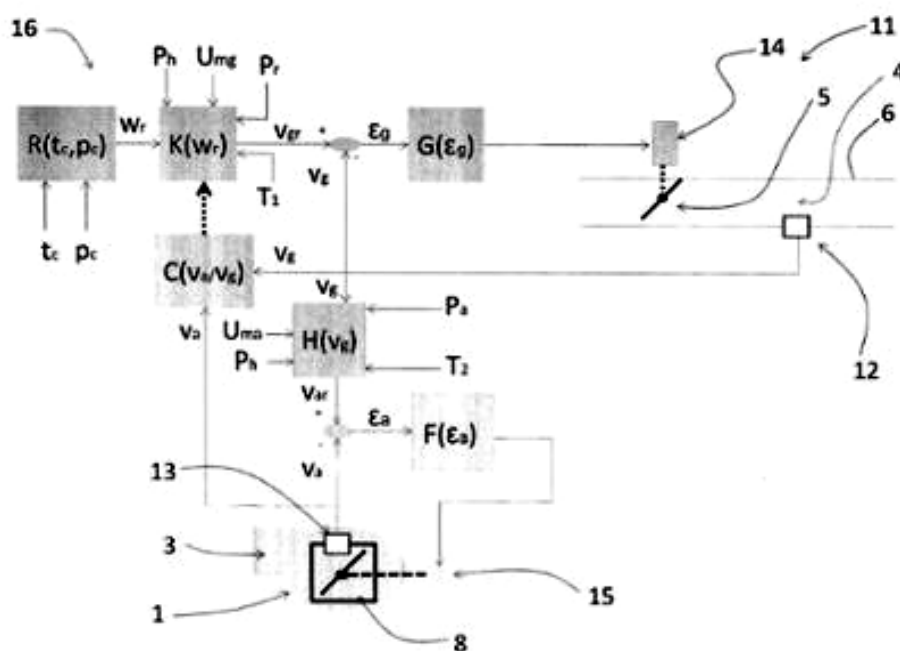 16
11
Pₕ
Uₘg
Pᵣ
14
4
5
6
R(tc,pc)
wᵣ
K(wᵣ)
vgr
εg
G(εg)
vg
T₁
tc
pc
C(va/vg)
vg
vg
12
Pa
va
Uma
H(vg)
Pₕ
T₂
var
εa
F(εa)
va
13
3
1
8
15